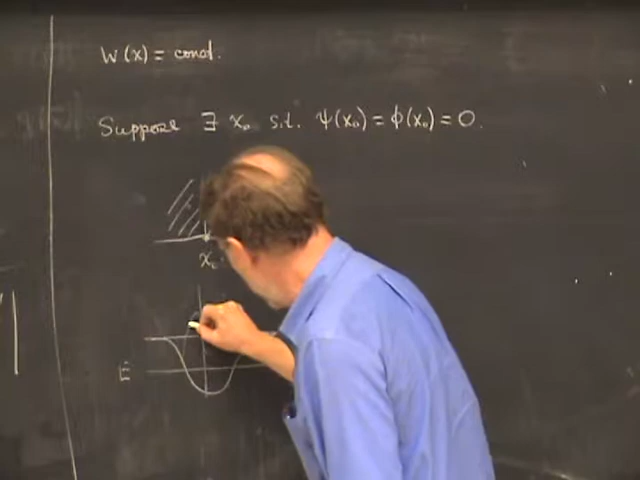 W(x) = const.
Suppose ∃ x₀ s.t. ψ(x₀) = ϕ(x₀) = 0.
x₀
E